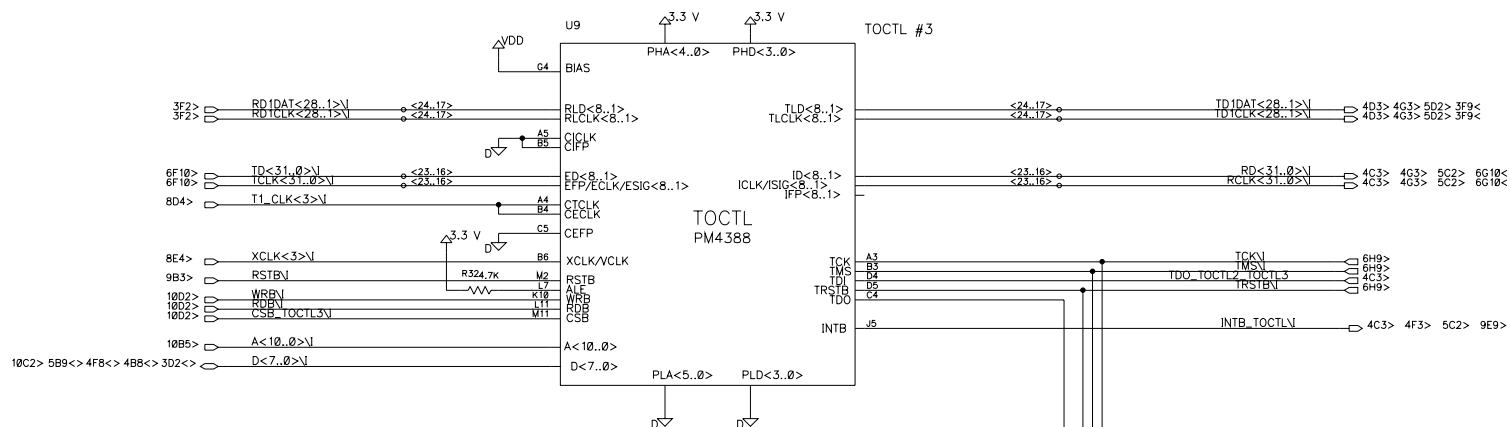 3.3 V 3.3 V
U9 TOCTL #3
VDD PHA<4..0> PHD<3..0>
G4 BIAS
3F2> RD1DAT<28..1>\I <24..17> RLD<8..1> TLD<8..1> <24..17> TD1DAT<28..1>\I 4D3> 4G3> 5D2> 3F9<
3F2> RD1CLK<28..1>\I <24..17> RLCLK<8..1> TLCLK<8..1> <24..17> TD1CLK<28..1>\I 4D3> 4G3> 5D2> 3F9<
A5 CICLK
D B5 CIFP
6F10> TD<31..0>\I <23..16> ED<8..1> ID<8..1> <23..16> RD<31..0>\I 4C3> 4G3> 5C2> 6G10<
6F10> TCLK<31..0>\I <23..16> EFP/ECLK/ESIG<8..1> ICLK/ISIG<8..1> <23..16> RCLK<31..0>\I 4C3> 4G3> 5C2> 6G10<
IFP<8..1>
8D4> T1_CLK<3>\I A4 CTCLK
B4 CECLK
TOCTL
D C5 CEFP
PM4388
3.3 V
8E4> XCLK<3>\I B6 XCLK/VCLK TCK A3 TCK\I 6H9>
TMS B3 TMS\I 6H9>
9B3> RSTB\I R32 4.7K M2 RSTB TDI D4 TDO_TOCTL2_TOCTL3 4C3>
L7 ALE TRSTB D5 TRSTB\I 6H9>
10D2> WRB\I K10 WRB TDO C4
10D2> RDB\I L11 RDB
10D2> CSB_TOCTL3\I M11 CSB
INTB J5 INTB_TOCTL\I 4C3> 4F3> 5C2> 9E9>
10B5> A<10..0>\I A<10..0>
10C2> 5B9<> 4F8<> 4B8<> 3D2<> D<7..0>\I D<7..0>
PLA<5..0> PLD<3..0>
D D